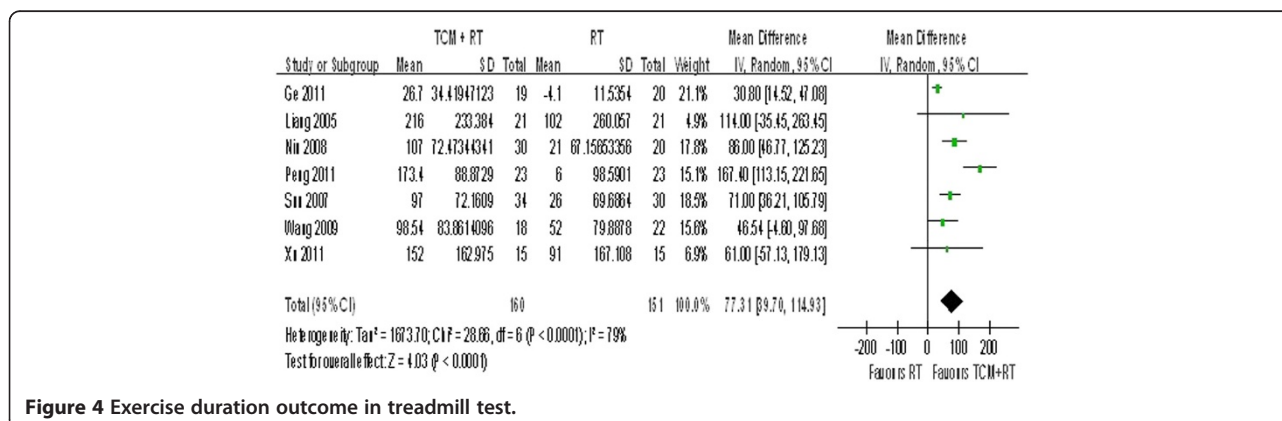 TCM + RT RT Mean Difference Mean Difference
Study or Subgroup Mean SD Total Mean SD Total Weight IV, Random, 95% CI IV, Random, 95% CI
Ge 2011 26.7 34.41947123 19 -4.1 11.5354 20 21.1% 30.80 [14.52, 47.08]
Liang 2005 216 233.384 21 102 260.057 21 4.9% 114.00 [-35.45, 263.45]
Niu 2008 107 72.47344341 30 21 67.15653356 20 17.8% 86.00 [46.77, 125.23]
Peng 2011 173.4 88.8729 23 6 98.5901 23 15.1% 167.40 [113.15, 221.65]
Sun 2007 97 72.1609 34 26 69.6864 30 18.5% 71.00 [36.21, 105.79]
Wang 2009 98.54 83.8614096 18 52 79.8878 22 15.6% 46.54 [-4.60, 97.68]
Xu 2011 152 162.975 15 91 167.108 15 6.9% 61.00 [-57.13, 179.13]
Total (95% CI) 160 151 100.0% 77.31 [39.70, 114.93]
Heterogeneity: Tau² = 1673.70; Chi² = 28.66, df = 6 (P < 0.0001); I² = 79%
Test for overall effect: Z = 4.03 (P < 0.0001)
-200 -100 0 100 200
Favours RT Favours TCM+RT
Figure 4 Exercise duration outcome in treadmill test.